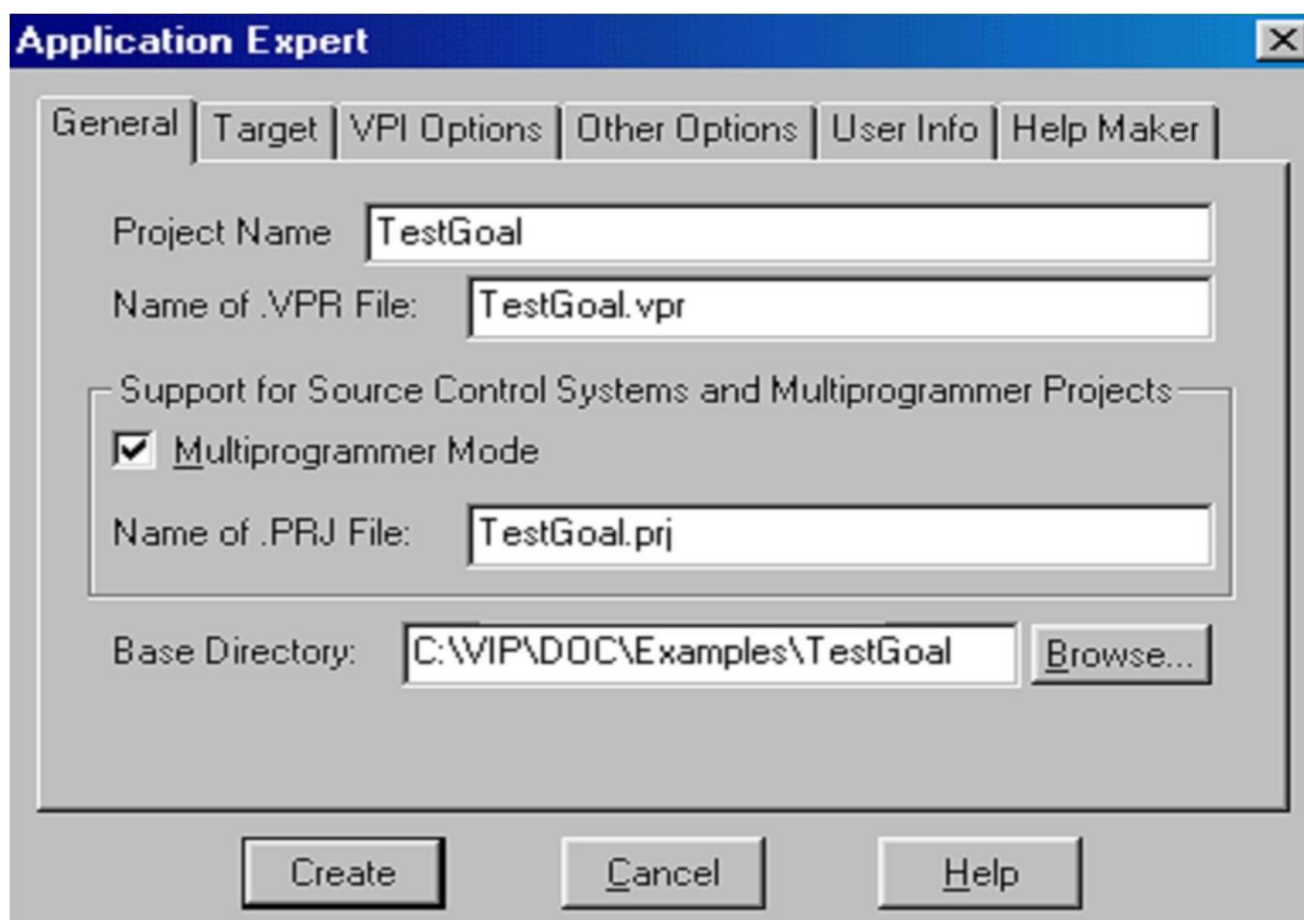 Application Expert
General Target VPI Options Other Options User Info Help Maker
Project Name TestGoal
Name of .VPR File: TestGoal.vpr
Support for Source Control Systems and Multiprogrammer Projects
Multiprogrammer Mode
Name of .PRJ File: TestGoal.prj
Base Directory: C:\VIP\DOC\Examples\TestGoal Browse...
Create Cancel Help